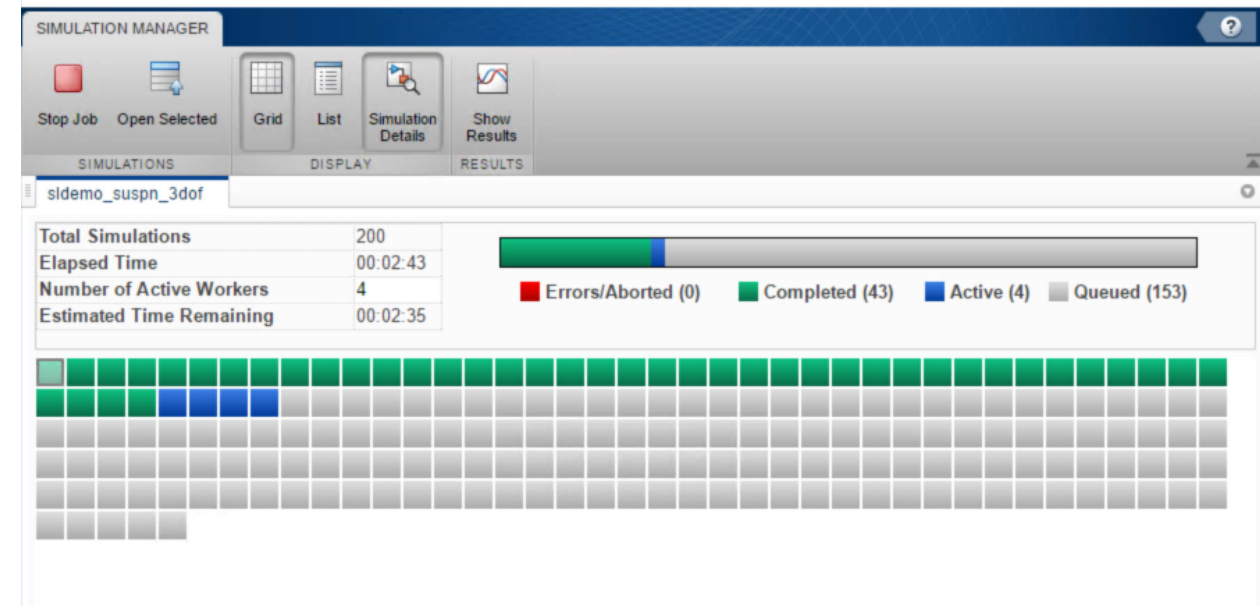 SIMULATION MANAGER
?
Stop Job Open Selected Grid List Simulation Details Show Results
SIMULATIONS DISPLAY RESULTS
sldemo_suspn_3dof
Total Simulations 200
Elapsed Time 00:02:43
Number of Active Workers 4
Estimated Time Remaining 00:02:35
Errors/Aborted (0) Completed (43) Active (4) Queued (153)